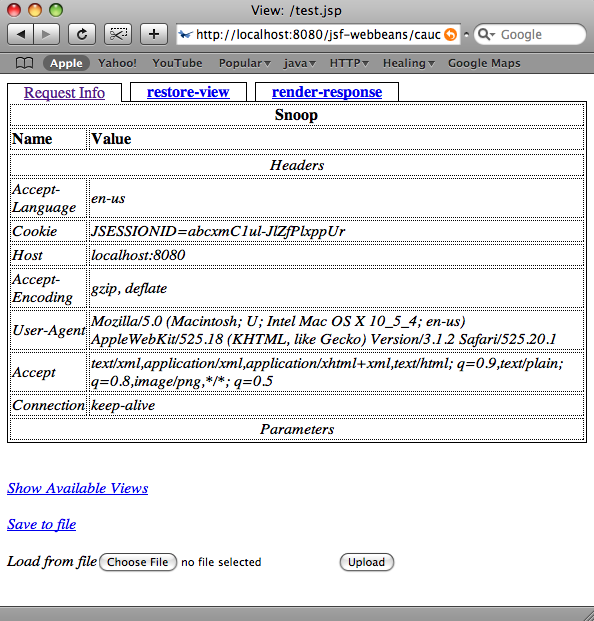 View: /test.jsp
http://localhost:8080/jsf-webbeans/cauc
Google
Apple Yahoo! YouTube Popular java HTTP Healing Google Maps
Request Info restore-view render-response
Snoop
Name Value
Headers
Accept-
Language
en-us
Cookie JSESSIONID=abcxmC1ul-JlZfPlxppUr
Host localhost:8080
Accept-
Encoding
gzip, deflate
User-Agent
Mozilla/5.0 (Macintosh; U; Intel Mac OS X 10_5_4; en-us)
AppleWebKit/525.18 (KHTML, like Gecko) Version/3.1.2 Safari/525.20.1
Accept
text/xml,application/xml,application/xhtml+xml,text/html; q=0.9,text/plain;
q=0.8,image/png,*/*; q=0.5
Connection keep-alive
Parameters
Show Available Views
Save to file
Load from file Choose File no file selected Upload